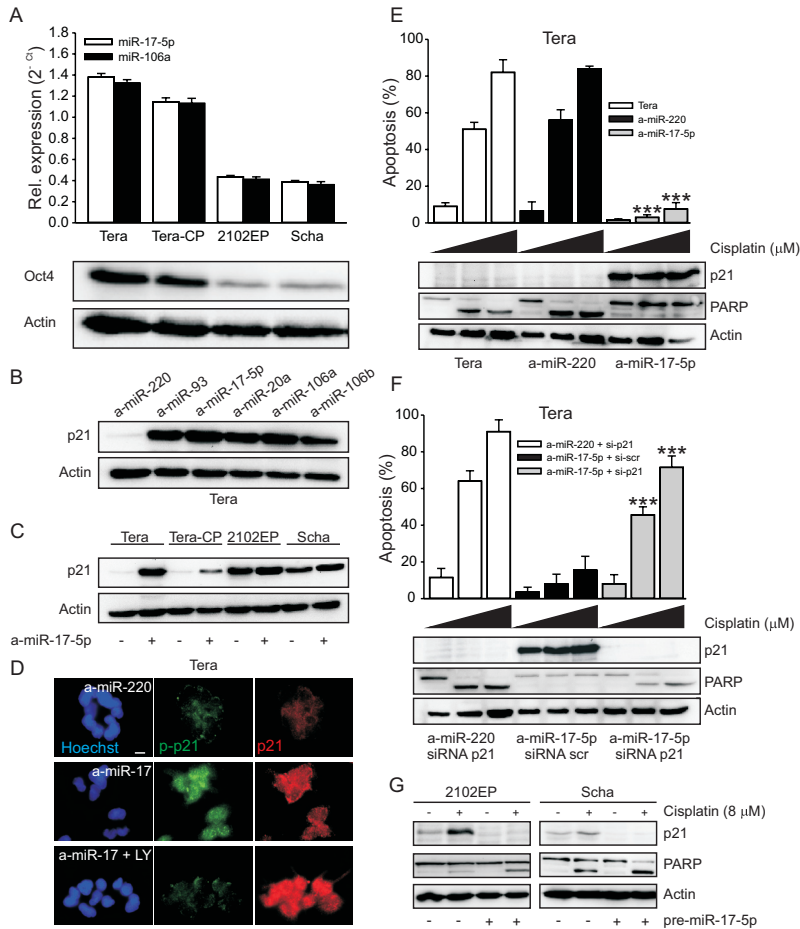 A
miR-17-5p
miR-106a
Rel. expression (2- Ct)
1.6
1.4
1.2
1.0
0.8
0.6
0.4
0.2
0.0
Tera Tera-CP 2102EP Scha
Oct4
Actin
B
a-miR-220 a-miR-93 a-miR-17-5p a-miR-20a a-miR-106a a-miR-106b
p21
Actin
Tera
C
Tera Tera-CP 2102EP Scha
p21
Actin
a-miR-17-5p - + - + - + - +
D
Tera
a-miR-220
Hoechst p-p21 p21
a-miR-17
a-miR-17 + LY
E
Tera
Apoptosis (%)
100
80
60
40
20
0
Tera
a-miR-220
a-miR-17-5p
*** ***
Cisplatin (μM)
p21
PARP
Actin
Tera a-miR-220 a-miR-17-5p
F
Tera
Apoptosis (%)
100
80
60
40
20
0
a-miR-220 + si-p21
a-miR-17-5p + si-scr
a-miR-17-5p + si-p21
*** ***
Cisplatin (μM)
p21
PARP
Actin
a-miR-220 a-miR-17-5p a-miR-17-5p
siRNA p21 siRNA scr siRNA p21
G
2102EP Scha
- + - + - + - + Cisplatin (8 μM)
p21
PARP
Actin
- - + + - - + + pre-miR-17-5p